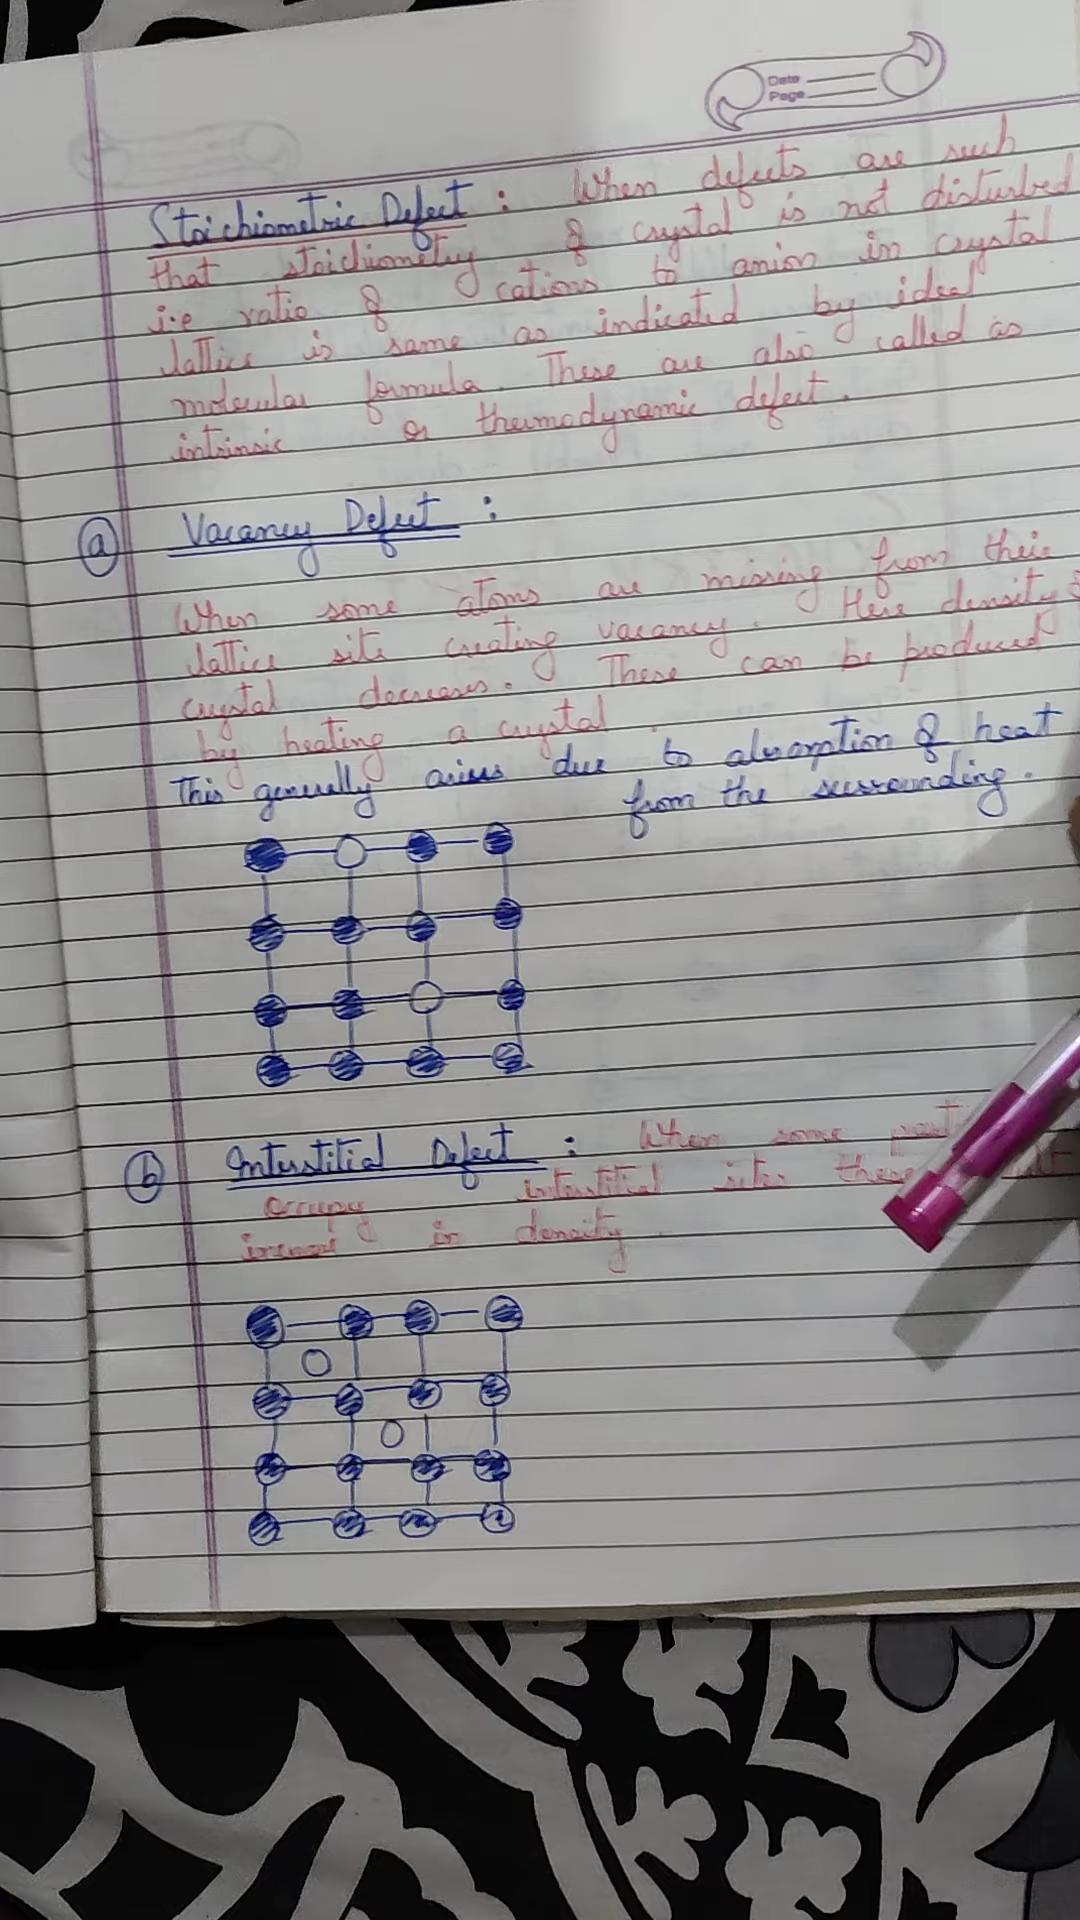 Date
Page
Stoichiometric Defect : When defects are such
that stoichiometry of crystal is not disturbed
i.e ratio of cations to anion in crystal
lattice is same as indicated by ideal
molecular formula. These are also called as
intrinsic or thermodynamic defect.
(a) Vacancy Defect :
When some atoms are missing from their
lattice site creating vacancy. Here density of
crystal decreases. These can be produced
by heating a crystal
This generally arises due to absorption of heat
from the surrounding.
(b) Interstitial Defect : When some
occupy interstitial sites these
in density